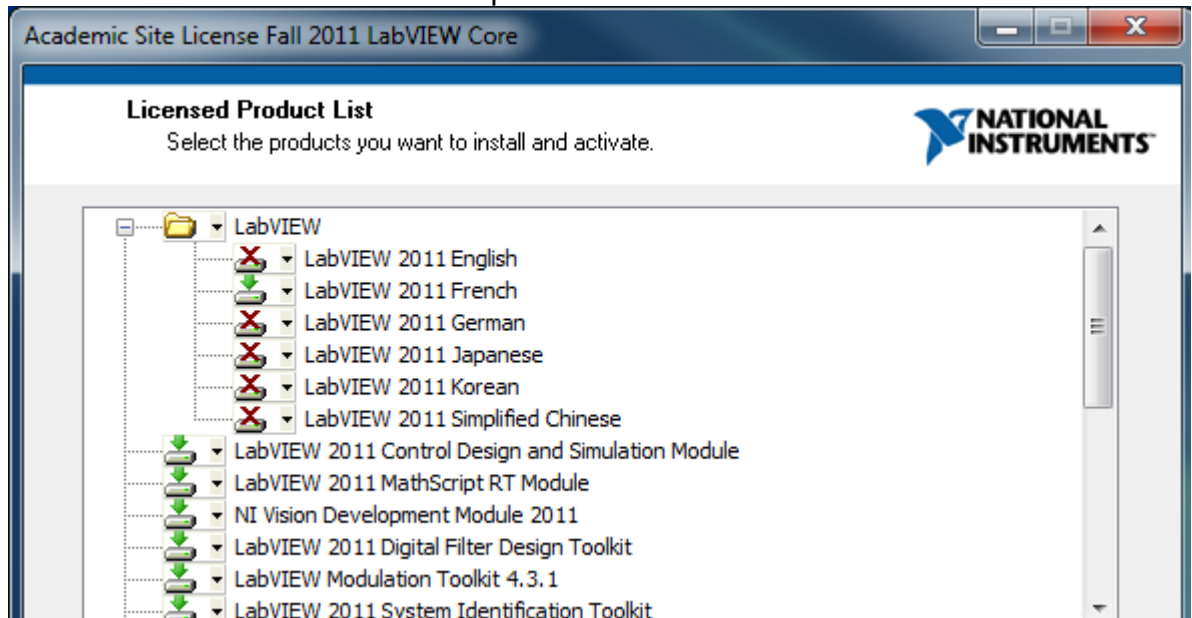 Academic Site License Fall 2011 LabVIEW Core
Licensed Product List
Select the products you want to install and activate.
NATIONAL
INSTRUMENTS
LabVIEW
LabVIEW 2011 English
LabVIEW 2011 French
LabVIEW 2011 German
LabVIEW 2011 Japanese
LabVIEW 2011 Korean
LabVIEW 2011 Simplified Chinese
LabVIEW 2011 Control Design and Simulation Module
LabVIEW 2011 MathScript RT Module
NI Vision Development Module 2011
LabVIEW 2011 Digital Filter Design Toolkit
LabVIEW Modulation Toolkit 4.3.1
LabVIEW 2011 System Identification Toolkit